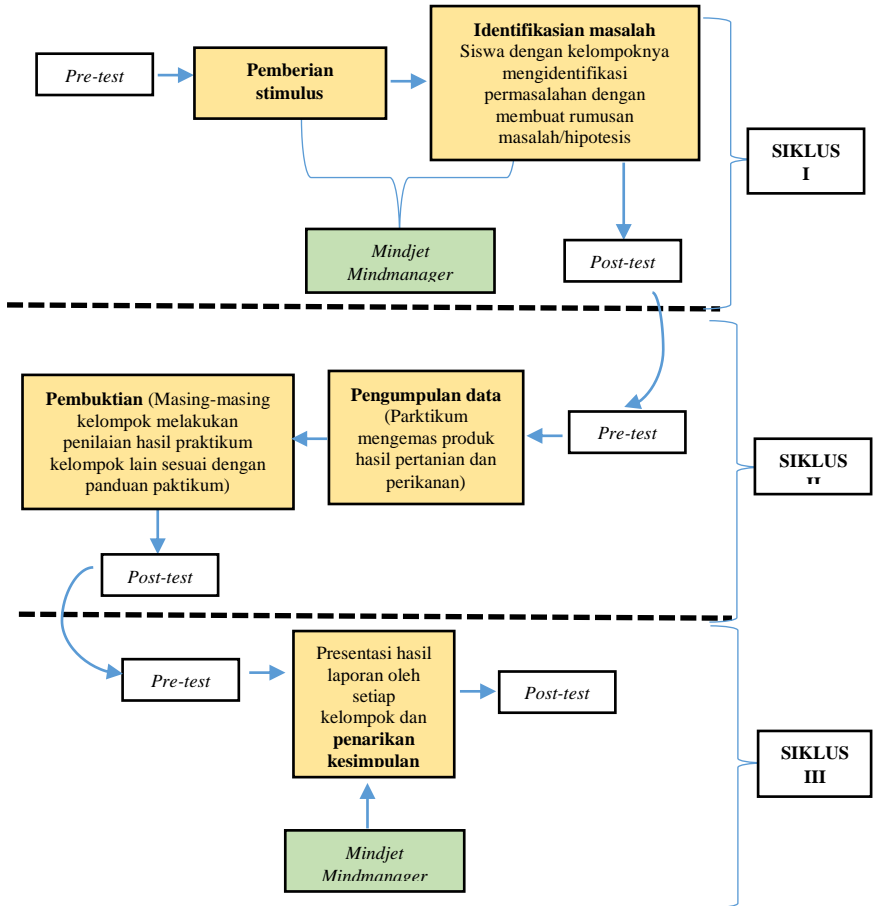 Pre-test
Pemberian
stimulus
Identifikasian masalah
Siswa dengan kelompoknya
mengidentifikasi
permasalahan dengan
membuat rumusan
masalah/hipotesis
SIKLUS
I
Mindjet
Mindmanager
Post-test
Pembuktian (Masing-masing
kelompok melakukan
penilaian hasil praktikum
kelompok lain sesuai dengan
panduan paktikum)
Pengumpulan data
(Parktikum
mengemas produk
hasil pertanian dan
perikanan)
Pre-test
SIKLUS
II
Post-test
Pre-test
Presentasi hasil
laporan oleh
setiap
kelompok dan
penarikan
kesimpulan
Post-test
SIKLUS
III
Mindjet
Mindmanager